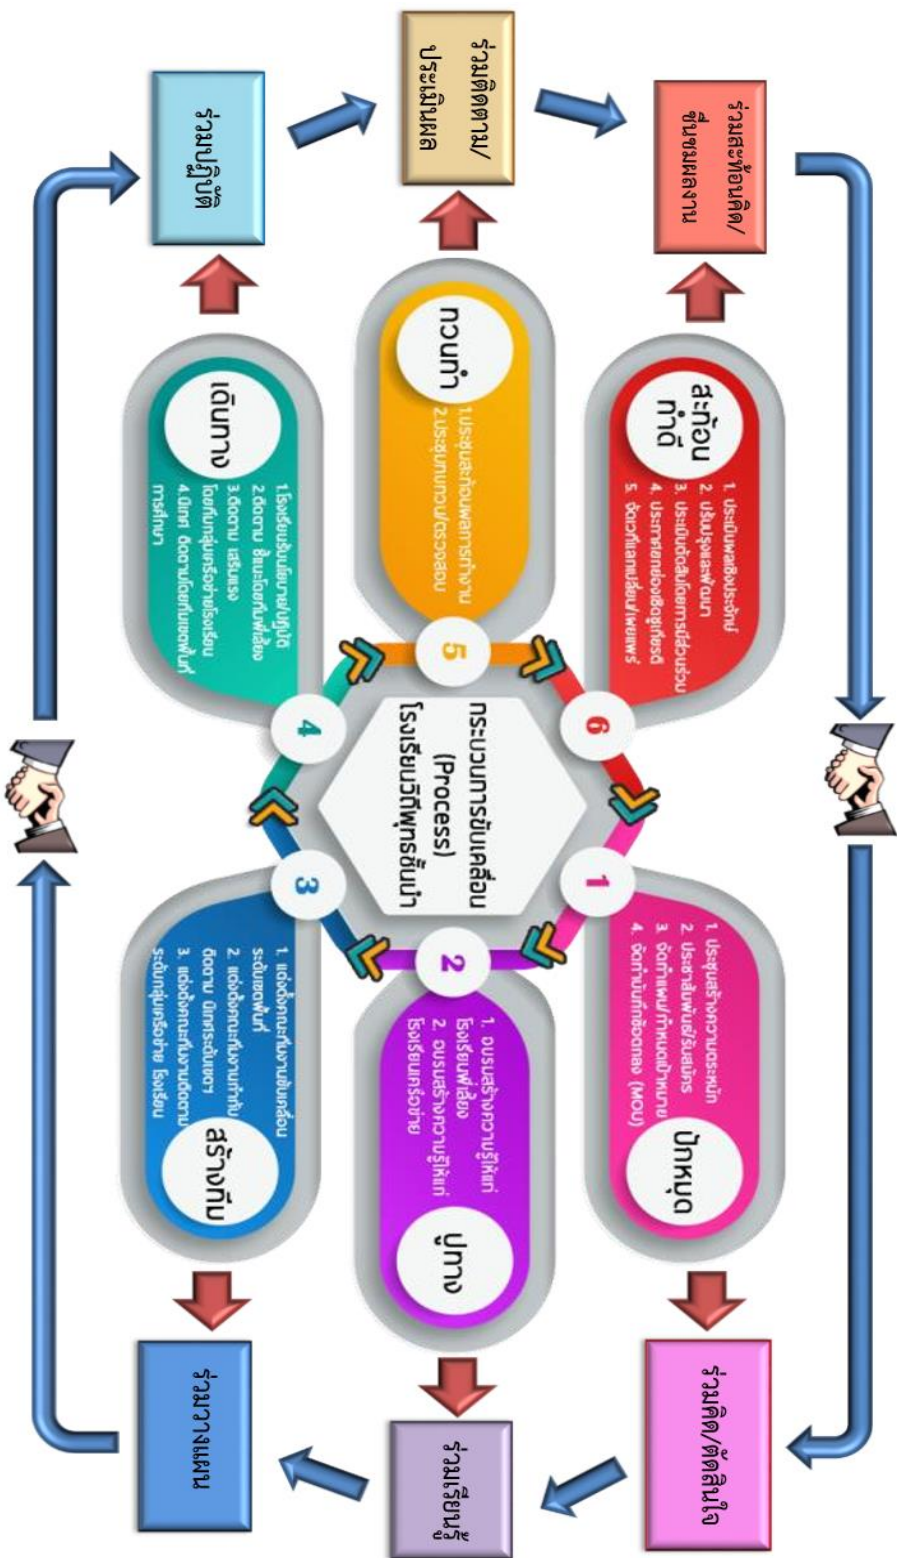 กระบวนการขับเคลื่อน
(Process)
โรงเรียนวิถีพุทธชั้นนำ
1
ปักหมุด
1. ประชุมสร้างความตระหนัก
2. ประชาสัมพันธ์/รับสมัคร
3. จัดทำแผน/กำหนดเป้าหมาย
4. จัดทำบันทึกข้อตกลง (MOU)
ร่วมคิด/ตัดสินใจ
2
ปูทาง
1. อบรมสร้างความรู้ให้แก่
โรงเรียนพี่เลี้ยง
2. อบรมสร้างความรู้ให้แก่
โรงเรียนเครือข่าย
ร่วมเรียนรู้
3
สร้างทีม
1. แต่งตั้งคณะทีมงานขับเคลื่อน
ระดับเขตพื้นที่
2. แต่งตั้งคณะทีมงานกำกับ
ติดตาม นิเทศระดับเขตฯ
3. แต่งตั้งคณะทีมงานติดตาม
ระดับกลุ่มเครือข่าย โรงเรียน
ร่วมวางแผน
4
เดินทาง
1.โรงเรียนรับนโยบาย/ปฏิบัติ
2.ติดตาม ชี้แนะโดยทีมพี่เลี้ยง
3.ติดตาม เสริมแรง
โดยทีมกลุ่มเครือข่ายโรงเรียน
4.นิเทศ ติดตามโดยทีมเขตพื้นที่
การศึกษา
ร่วมปฏิบัติ
5
ทวนทำ
1.ประชุมสะท้อนผลการทำงาน
2.ประชุมทบทวน/ตรวจสอบ
ร่วมติดตาม/
ประเมินผล
6
สะท้อน
ทำดี
1. ประเมินผลเชิงประจักษ์
2. ปรับปรุงและพัฒนา
3. ประเมินตัดสินโดยการมีส่วนร่วม
4. ประกาศยกย่องเชิดชูเกียรติ
5. จัดเวทีแลกเปลี่ยน/เผยแพร่
ร่วมสะท้อนคิด/
ชื่นชมผลงาน